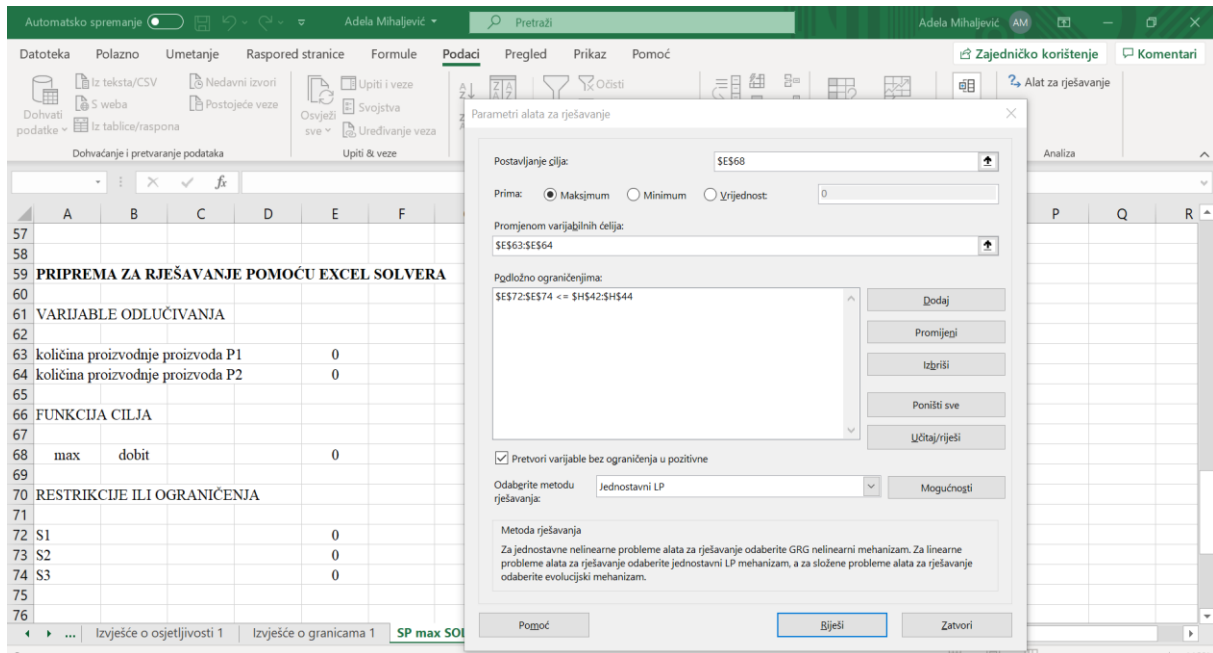 Automatsko spremanje
Adela Mihaljević
Pretraži
Adela Mihaljević AM
Datoteka Polazno Umetanje Raspored stranice Formule Podaci Pregled Prikaz Pomoć
Zajedničko korištenje Komentari
Dohvati podatke
Iz teksta/CSV
S weba
Iz tablice/raspona
Nedavni izvori
Postojeće veze
Dohvaćanje i pretvaranje podataka
Osvježi sve
Upiti i veze
Svojstva
Uređivanje veza
Upiti & veze
Očisti
Alat za rješavanje
Analiza
fx
A B C D E F P Q R
57
58
59 PRIPREMA ZA RJEŠAVANJE POMOĆU EXCEL SOLVERA
60
61 VARIJABLE ODLUČIVANJA
62
63 količina proizvodnje proizvoda P1 0
64 količina proizvodnje proizvoda P2 0
65
66 FUNKCIJA CILJA
67
68 max dobit 0
69
70 RESTRIKCIJE ILI OGRANIČENJA
71
72 S1 0
73 S2 0
74 S3 0
75
76
... Izvješće o osjetljivosti 1 Izvješće o granicama 1 SP max SOL
Parametri alata za rješavanje
Postavljanje cilja: $E$68
Prima: Maksimum Minimum Vrijednost: 0
Promjenom varijabilnih ćelija:
$E$63:$E$64
Podložno ograničenjima:
$E$72:$E$74 <= $H$42:$H$44
Dodaj
Promijeni
Izbriši
Poništi sve
Učitaj/riješi
Pretvori varijable bez ograničenja u pozitivne
Odaberite metodu rješavanja:
Jednostavni LP
Mogućnosti
Metoda rješavanja
Za jednostavne nelinearne probleme alata za rješavanje odaberite GRG nelinearni mehanizam. Za linearne
probleme alata za rješavanje odaberite jednostavni LP mehanizam, a za složene probleme alata za rješavanje
odaberite evolucijski mehanizam.
Pomoć
Riješi
Zatvori